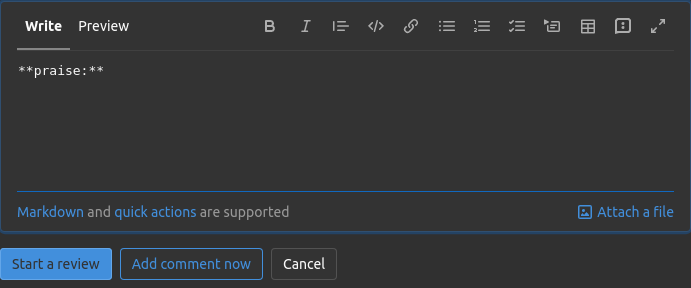 Write Preview
**praise:**
Markdown and quick actions are supported Attach a file
Start a review Add comment now Cancel